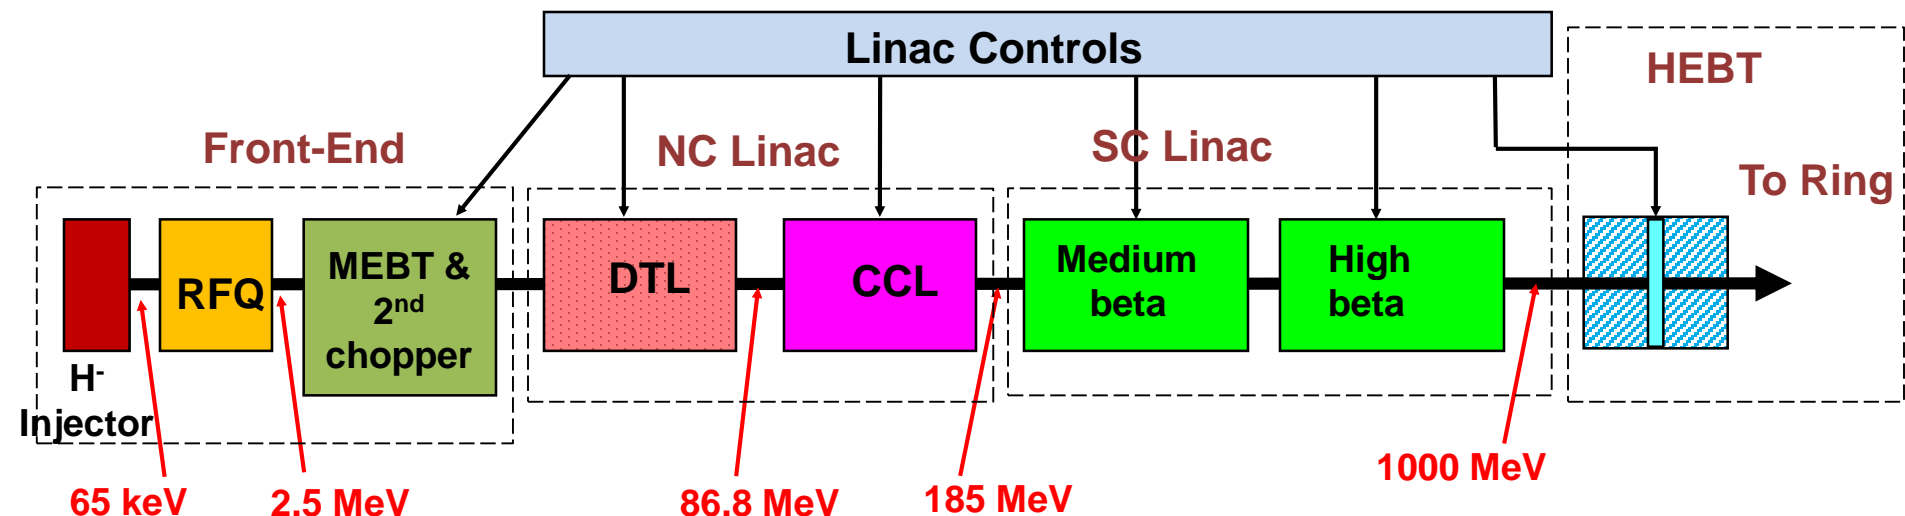 Linac Controls
HEBT
Front-End
NC Linac
SC Linac
To Ring
H-
Injector
RFQ
MEBT &
2nd
chopper
DTL
CCL
Medium
beta
High
beta
65 keV
2.5 MeV
86.8 MeV
185 MeV
1000 MeV